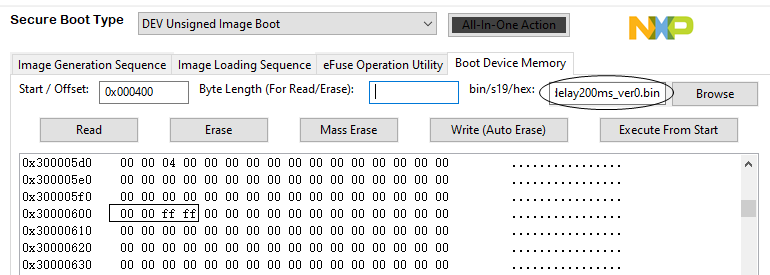 Secure Boot Type DEV Unsigned Image Boot All-In-One Action NXP
Image Generation Sequence Image Loading Sequence eFuse Operation Utility Boot Device Memory
Start / Offset: 0x000400 Byte Length (For Read/Erase): bin/s19/hex: delay200ms_ver0.bin Browse
Read Erase Mass Erase Write (Auto Erase) Execute From Start
0x300005d0 00 00 04 00 00 00 00 00 00 00 00 00 00 00 00 00 ................
0x300005e0 00 00 00 00 00 00 00 00 00 00 00 00 00 00 00 00 ................
0x300005f0 00 00 00 00 00 00 00 00 00 00 00 00 00 00 00 00 ................
0x30000600 00 00 ff ff 00 00 00 00 00 00 00 00 00 00 00 00 ................
0x30000610 00 00 00 00 00 00 00 00 00 00 00 00 00 00 00 00 ................
0x30000620 00 00 00 00 00 00 00 00 00 00 00 00 00 00 00 00 ................
0x30000630 00 00 00 00 00 00 00 00 00 00 00 00 00 00 00 00 ................